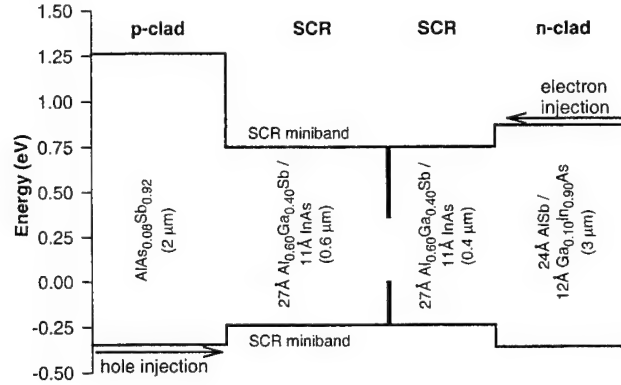 p-clad
SCR
SCR
n-clad
Energy (eV)
1.50
1.25
1.00
0.75
0.50
0.25
0.00
-0.25
-0.50
electron
injection
SCR miniband
AlAs0.08Sb0.92
(2 µm)
27Å Al0.60Ga0.40Sb /
11Å InAs
(0.6 µm)
27Å Al0.60Ga0.40Sb /
11Å InAs
(0.4 µm)
24Å AlSb /
12Å Ga0.10In0.90As
(3 µm)
SCR miniband
hole injection